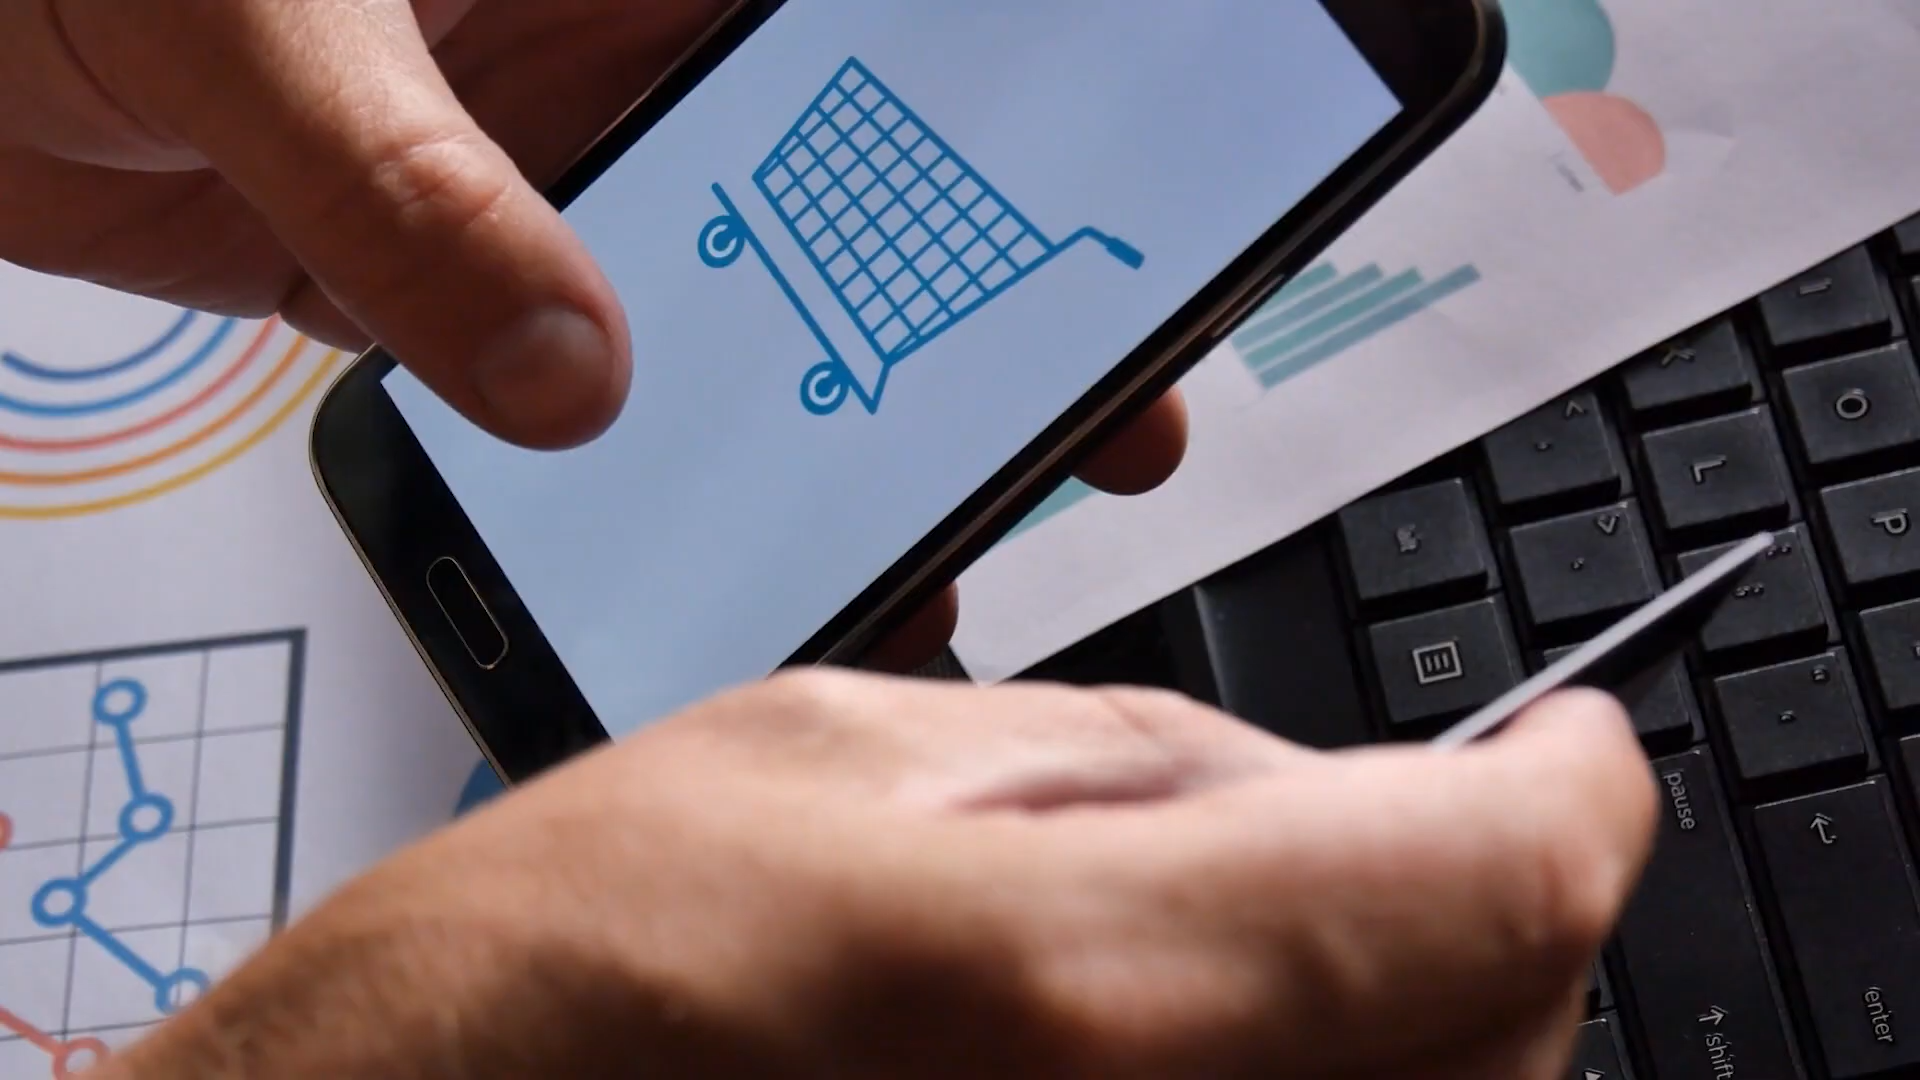 K
O
<
,
L
P
>
.
:
;
"
'
pause
enter
shift